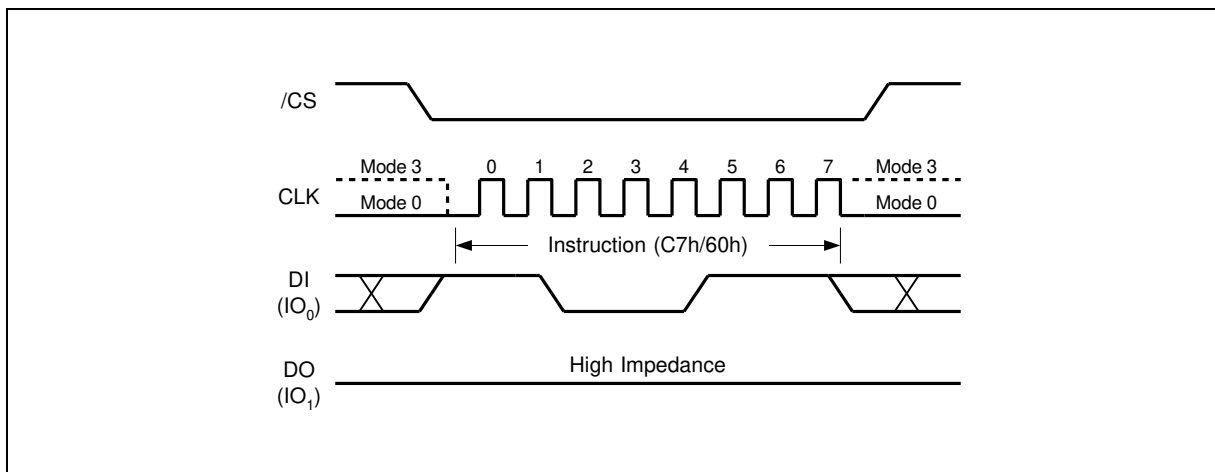 /CS
Mode 3 0 1 2 3 4 5 6 7 Mode 3
CLK
Mode 0 Mode 0
Instruction (C7h/60h)
DI
(IO₀)
High Impedance
DO
(IO₁)